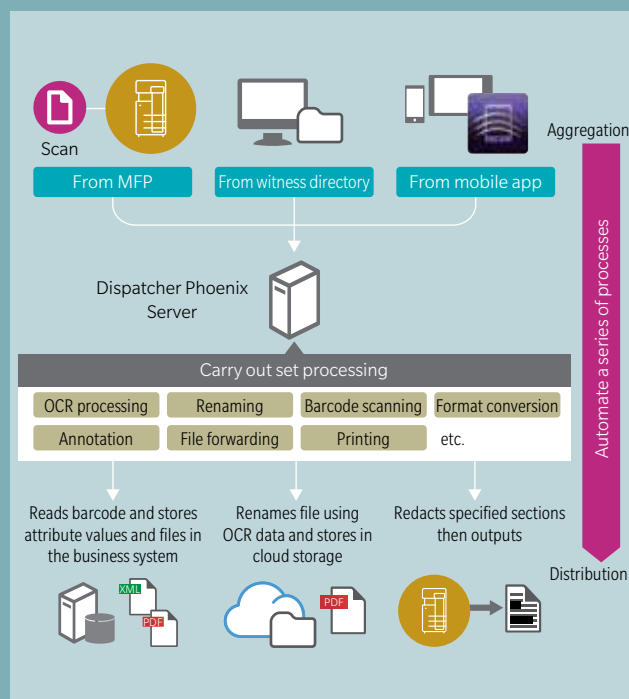 Scan
Aggregation
From MFP
From witness directory
From mobile app
Dispatcher Phoenix
Server
Automate a series of processes
Carry out set processing
OCR processing
Renaming
Barcode scanning
Format conversion
Annotation
File forwarding
Printing
etc.
Reads barcode and stores
attribute values and files in
the business system
Renames file using
OCR data and stores in
cloud storage
Redacts specified sections
then outputs
Distribution
XML
PDF
PDF